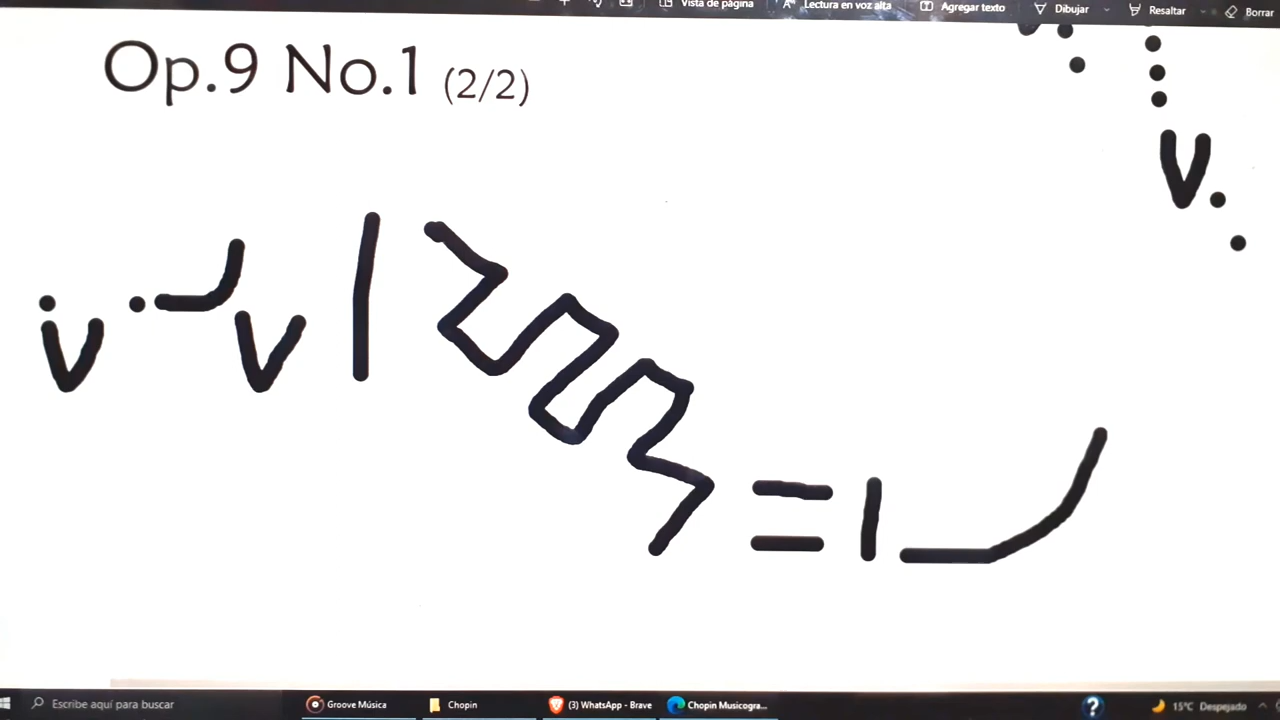 Vista de página Lectura en voz alta Agregar texto Dibujar Resaltar Borrar
Op.9 No.1 (2/2)
Escribe aquí para buscar Groove Música Chopin (3) WhatsApp - Brave Chopin Musicogra... 15°C Despejado